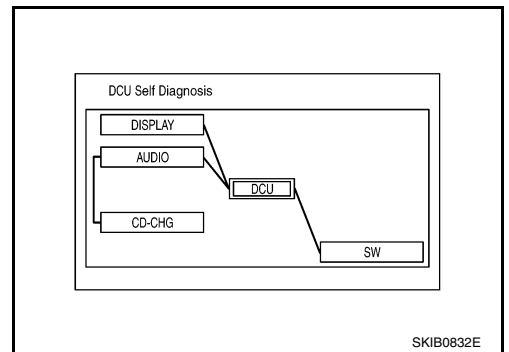 DCU Self Diagnosis
DISPLAY
AUDIO
DCU
CD-CHG
SW
SKIB0832E